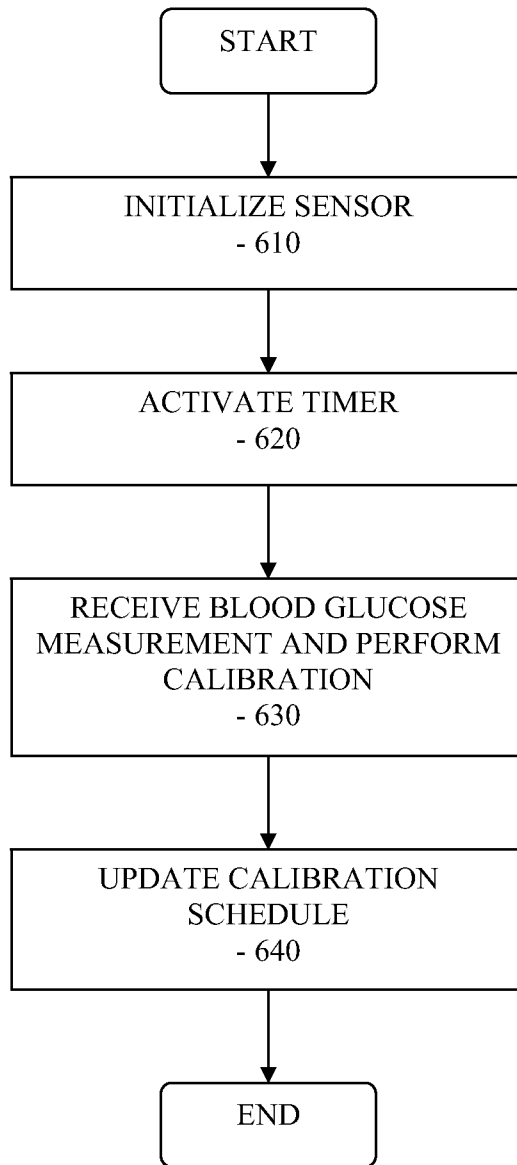 START
INITIALIZE SENSOR
- 610
ACTIVATE TIMER
- 620
RECEIVE BLOOD GLUCOSE
MEASUREMENT AND PERFORM
CALIBRATION
- 630
UPDATE CALIBRATION
SCHEDULE
- 640
END